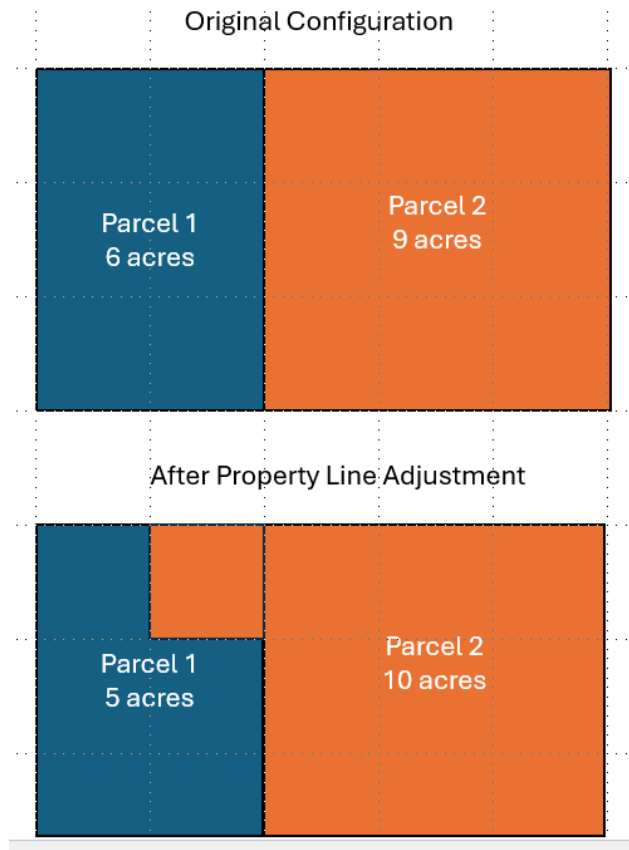 Original Configuration
Parcel 1
6 acres
Parcel 2
9 acres
After Property Line Adjustment
Parcel 1
5 acres
Parcel 2
10 acres